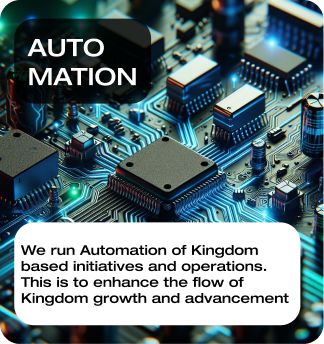 AUTO
MATION
We run Automation of Kingdom
based initiatives and operations.
This is to enhance the flow of
Kingdom growth and advancement